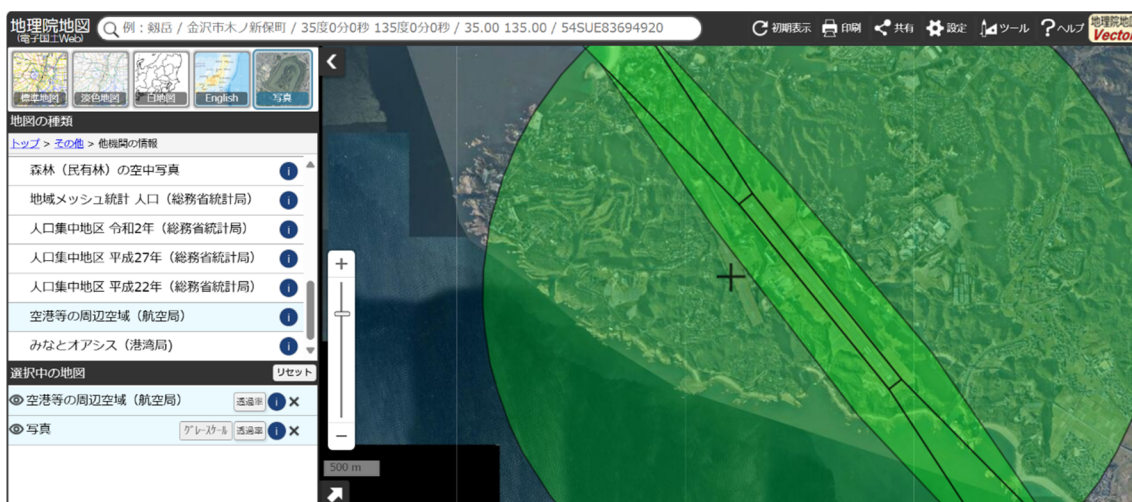 地理院地図
(電子国土Web)
例：剱岳 / 金沢市木ノ新保町 / 35度0分0秒 135度0分0秒 / 35.00 135.00 / 54SUE83694920
初期表示
印刷
共有
設定
ツール
ヘルプ
地理院地図
Vector
標準地図
淡色地図
白地図
English
写真
地図の種類
トップ > その他 > 他機関の情報
森林（民有林）の空中写真
地域メッシュ統計 人口（総務省統計局）
人口集中地区 令和2年（総務省統計局）
人口集中地区 平成27年（総務省統計局）
人口集中地区 平成22年（総務省統計局）
空港等の周辺空域（航空局）
みなとオアシス（港湾局)
選択中の地図
リセット
空港等の周辺空域（航空局）
透過率
写真
グレースケール
透過率
500 m